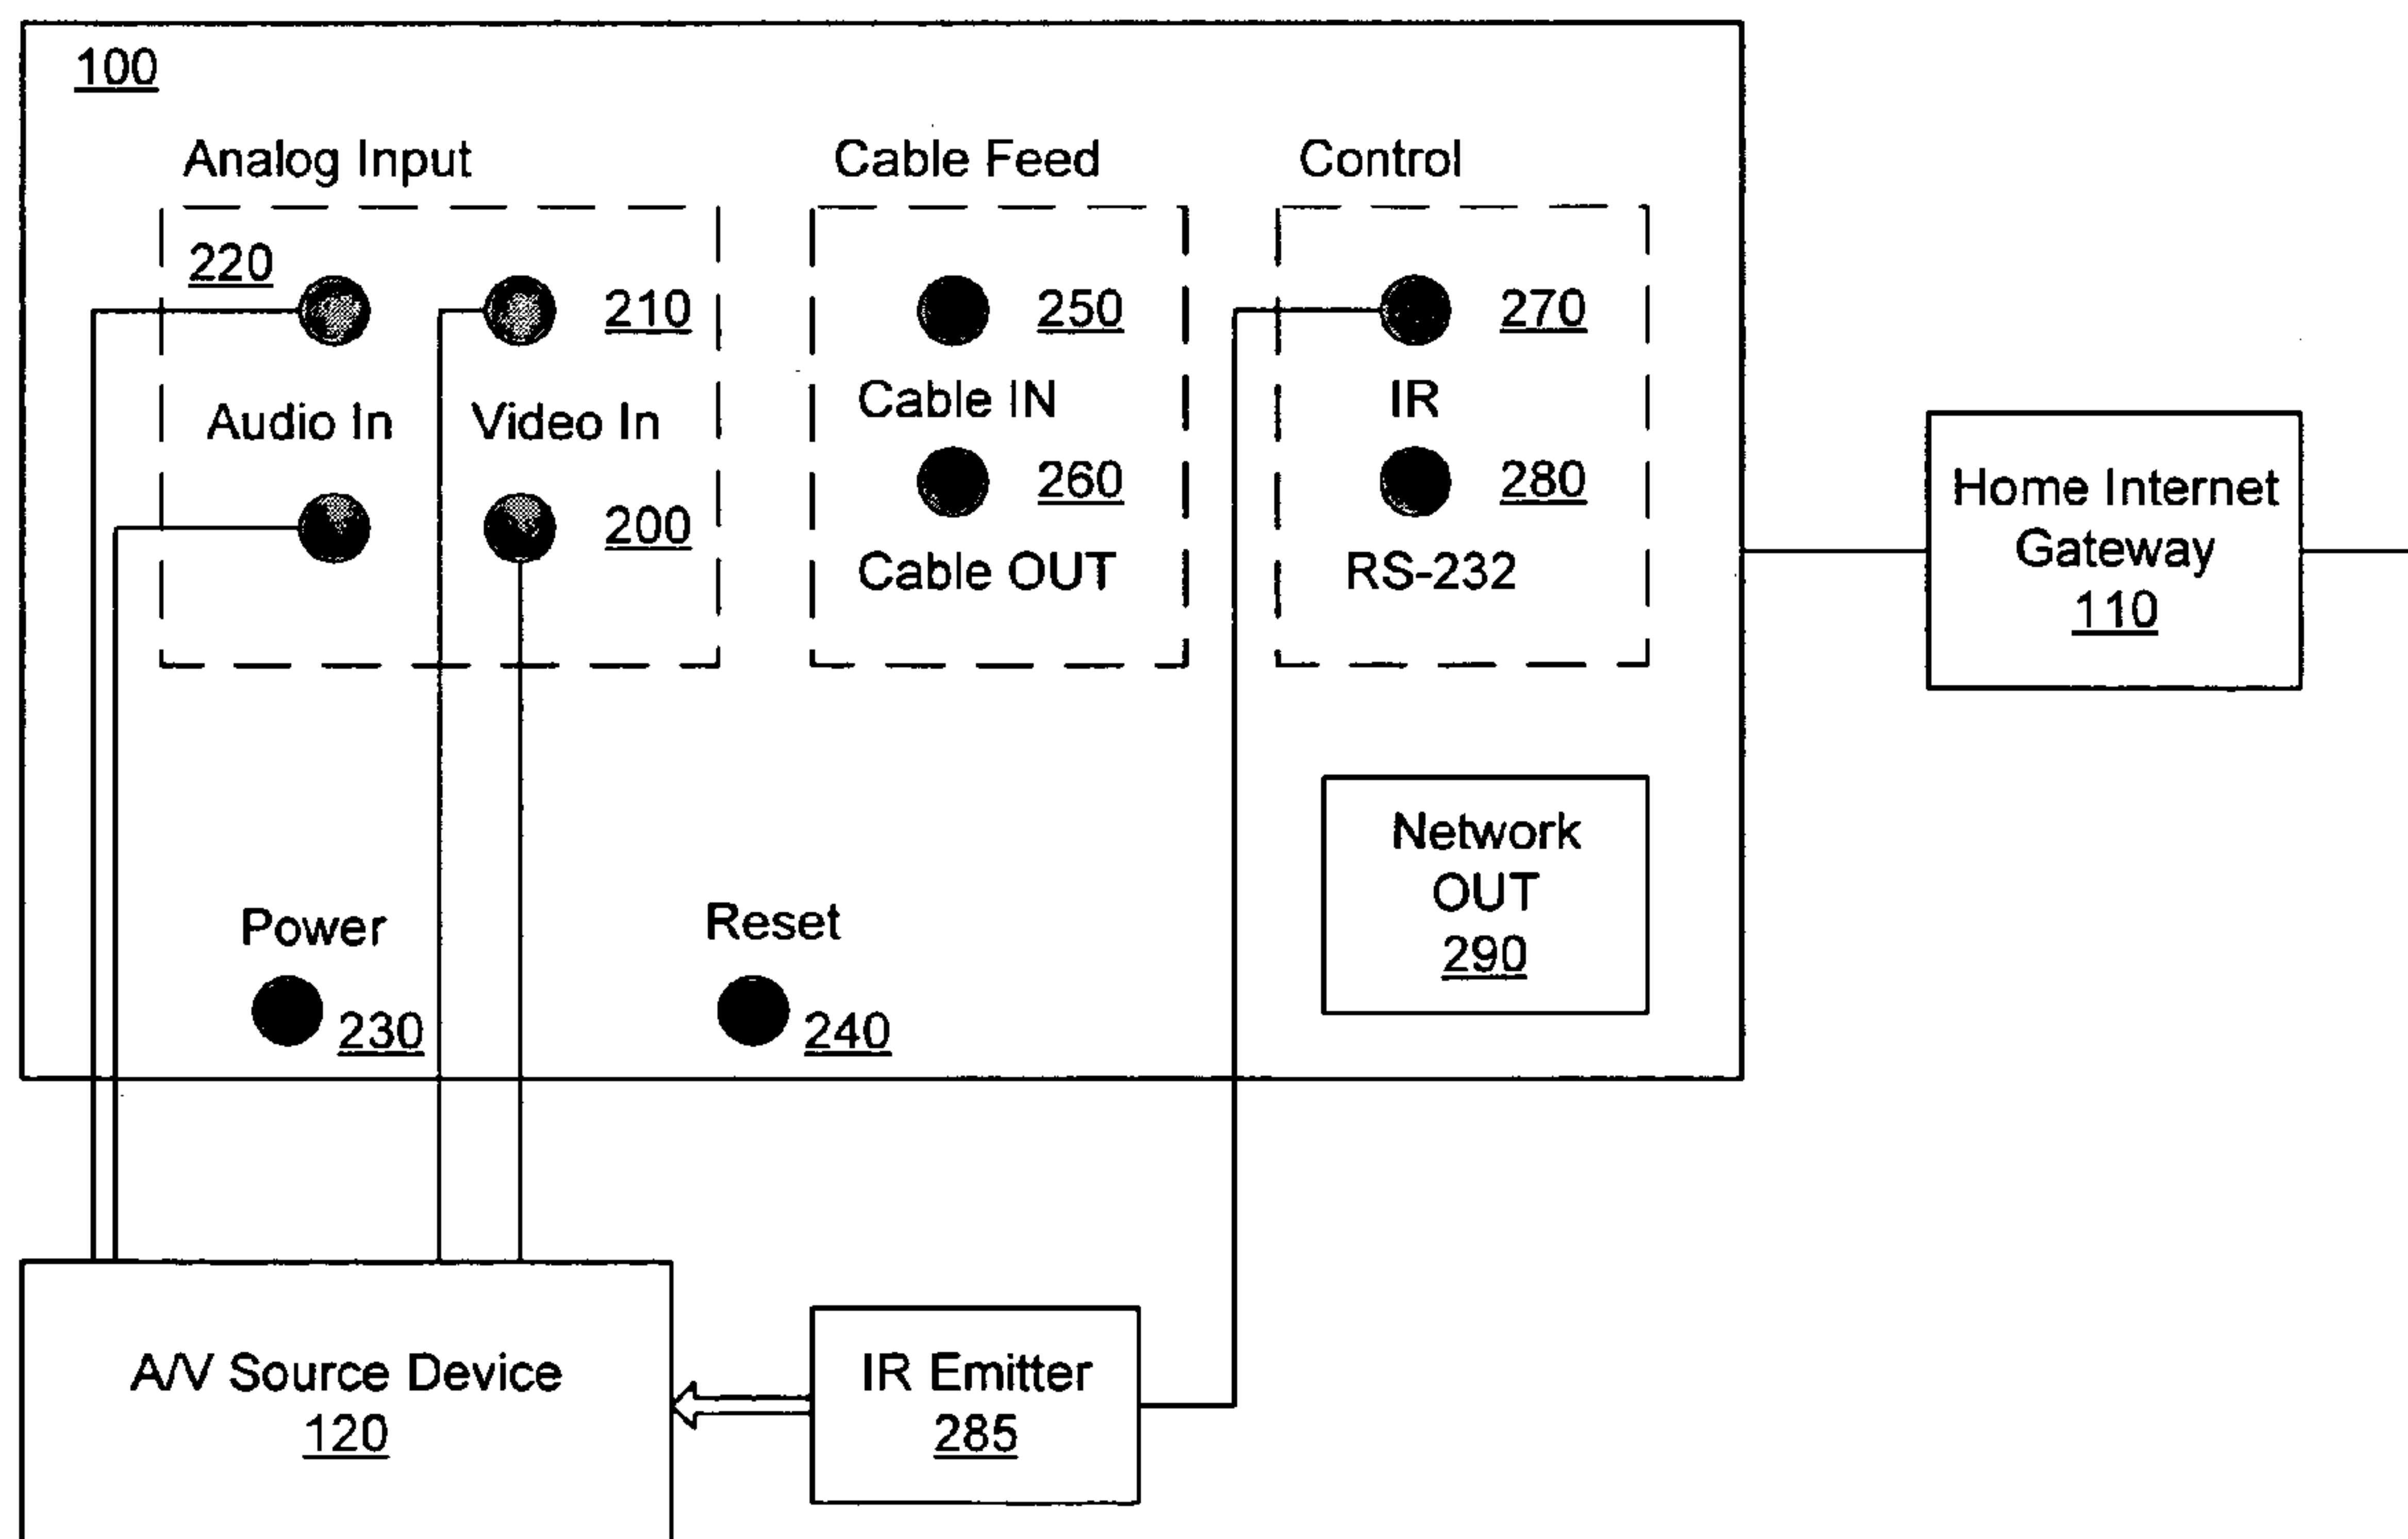 100
Analog Input
Cable Feed
Control
220
210
250
270
Audio In
Video In
Cable IN
IR
200
260
280
Cable OUT
RS-232
Home Internet
Gateway
110
Network
OUT
290
Power
Reset
230
240
A/V Source Device
120
IR Emitter
285